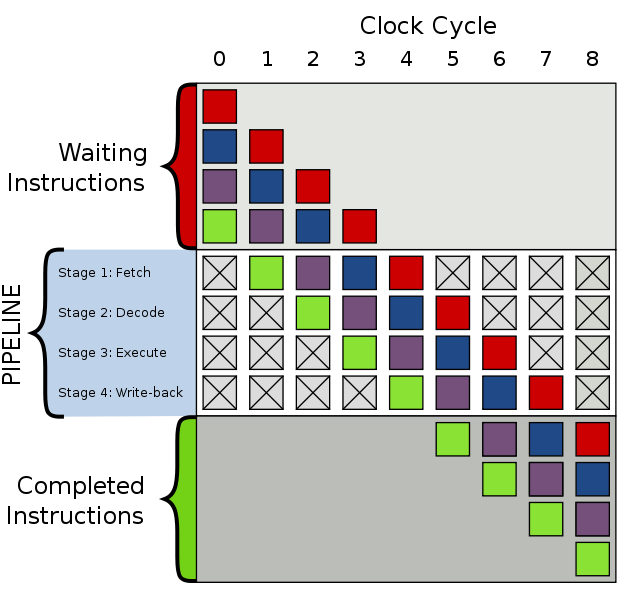 Clock Cycle
0 1 2 3 4 5 6 7 8
Waiting
Instructions
PIPELINE
Stage 1: Fetch
Stage 2: Decode
Stage 3: Execute
Stage 4: Write-back
Completed
Instructions